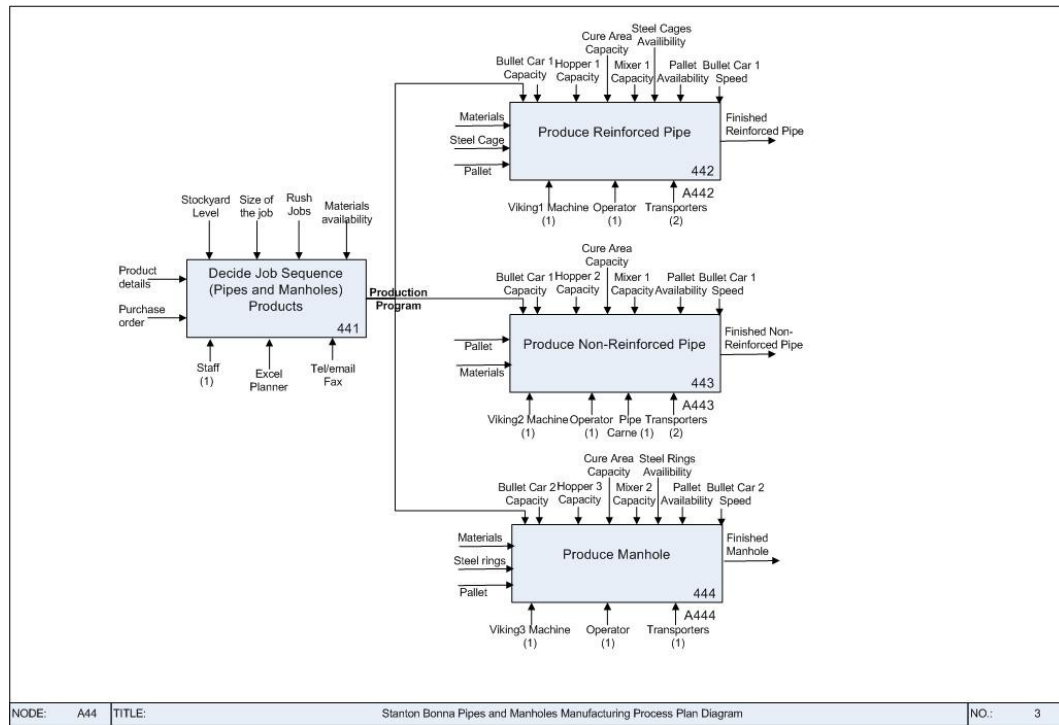 Steel Cages
Availibility
Cure Area
Capacity
Bullet Car 1
Capacity
Hopper 1
Capacity
Mixer 1
Capacity
Pallet
Availability
Bullet Car 1
Speed
Materials
Steel Cage
Pallet
Produce Reinforced Pipe
442
Finished
Reinforced Pipe
A442
Viking1 Machine
(1)
Operator
(1)
Transporters
(2)
Stockyard
Level
Size of
the job
Rush
Jobs
Materials
availability
Product
details
Purchase
order
Decide Job Sequence
(Pipes and Manholes)
Products
441
Production
Program
Staff
(1)
Excel
Planner
Tel/email
Fax
Cure Area
Capacity
Bullet Car 1
Capacity
Hopper 2
Capacity
Mixer 1
Capacity
Pallet
Availability
Bullet Car 1
Speed
Pallet
Materials
Produce Non-Reinforced Pipe
443
Finished Non-
Reinforced Pipe
A443
Viking2 Machine
(1)
Operator
(1)
Pipe
Carne (1)
Transporters
(2)
Cure Area
Capacity
Steel Rings
Availibility
Bullet Car 2
Capacity
Hopper 3
Capacity
Mixer 2
Capacity
Pallet
Availability
Bullet Car 2
Speed
Materials
Steel rings
Pallet
Produce Manhole
444
Finished
Manhole
A444
Viking3 Machine
(1)
Operator
(1)
Transporters
(1)
NODE: A44 TITLE: Stanton Bonna Pipes and Manholes Manufacturing Process Plan Diagram NO.: 3